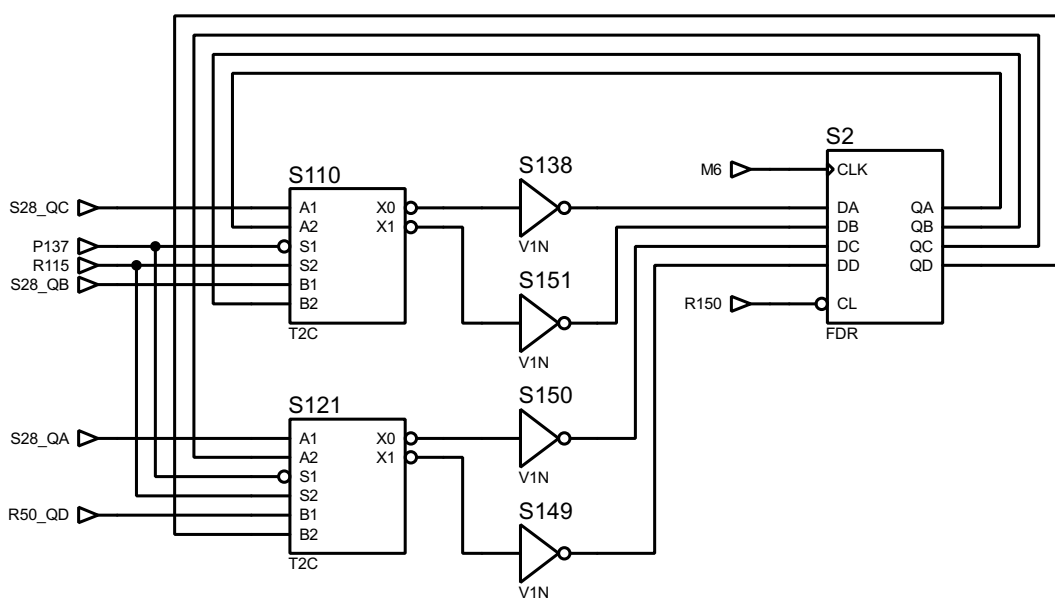 S2
S110
S138
M6
CLK
S28_QC
A1
X0
DA
QA
A2
X1
DB
QB
P137
S1
V1N
DC
QC
R115
S2
DD
QD
S28_QB
B1
S151
B2
R150
CL
T2C
FDR
V1N
S121
S150
S28_QA
A1
X0
A2
X1
S1
V1N
S2
R50_QD
B1
S149
B2
T2C
V1N